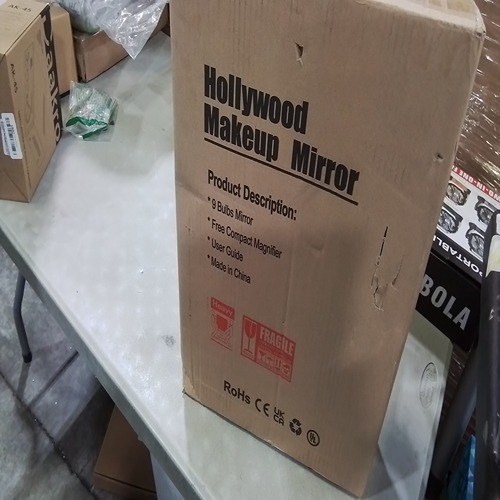 Hollywood
Makeup Mirror
Product Description:
* 9 Bulbs Mirror
* Free Compact Magnifier
* User Guide
* Made in China
FRAGILE
RoHS CE UK
CA
PORTABLE
BOLA